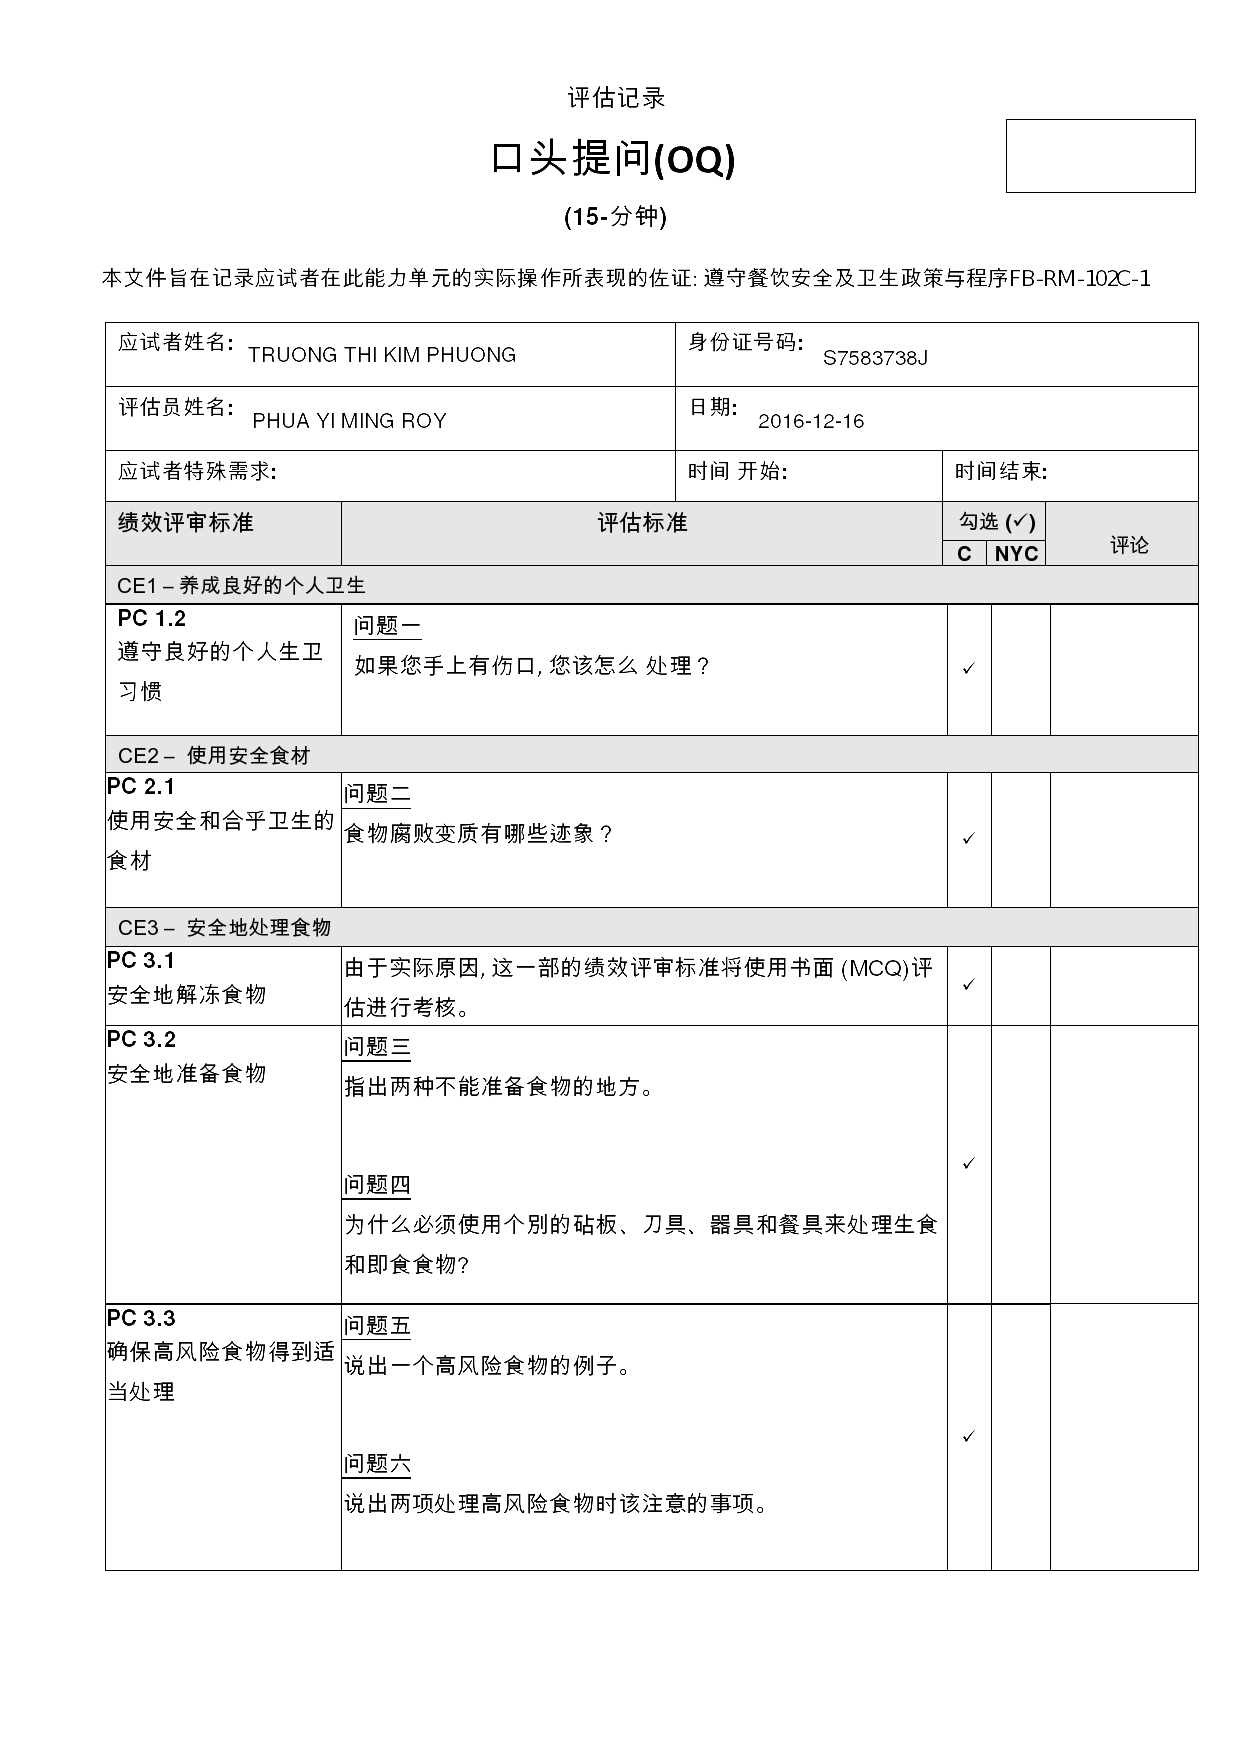 评估记录
口头提问(OQ)
(15-分钟)
本文件旨在记录应试者在此能力单元的实际操作所表现的佐证: 遵守餐饮安全及卫生政策与程序FB-RM-102C-1
应试者姓名: TRUONG THI KIM PHUONG 身份证号码: S7583738J
评估员姓名: PHUA YI MING ROY 日期: 2016-12-16
应试者特殊需求: 时间 开始: 时间结束:
绩效评审标准 评估标准 勾选 (✓) 评论
C NYC
CE1 – 养成良好的个人卫生
PC 1.2
遵守良好的个人生卫
习惯
问题一
如果您手上有伤口, 您该怎么 处理？
✓
CE2 – 使用安全食材
PC 2.1
使用安全和合乎卫生的
食材
问题二
食物腐败变质有哪些迹象？
✓
CE3 – 安全地处理食物
PC 3.1
安全地解冻食物
由于实际原因, 这一部的绩效评审标准将使用书面 (MCQ)评
估进行考核。
✓
PC 3.2
安全地准备食物
问题三
指出两种不能准备食物的地方。
问题四
为什么必须使用个別的砧板、刀具、器具和餐具来处理生食
和即食食物?
✓
PC 3.3
确保高风险食物得到适
当处理
问题五
说出一个高风险食物的例子。
问题六
说出两项处理高风险食物时该注意的事项。
✓